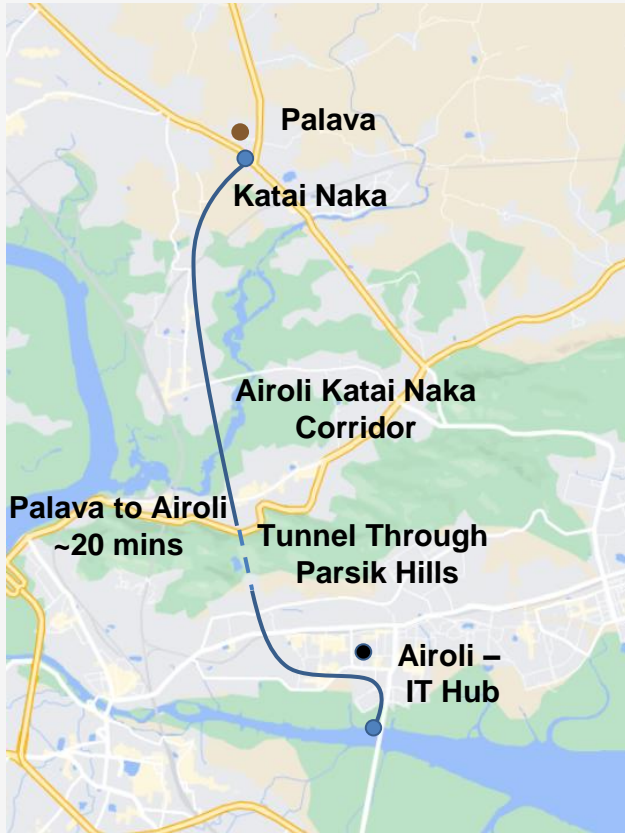 Palava
Katai Naka
Airoli Katai Naka
Corridor
Palava to Airoli
~20 mins
Tunnel Through
Parsik Hills
Airoli –
IT Hub